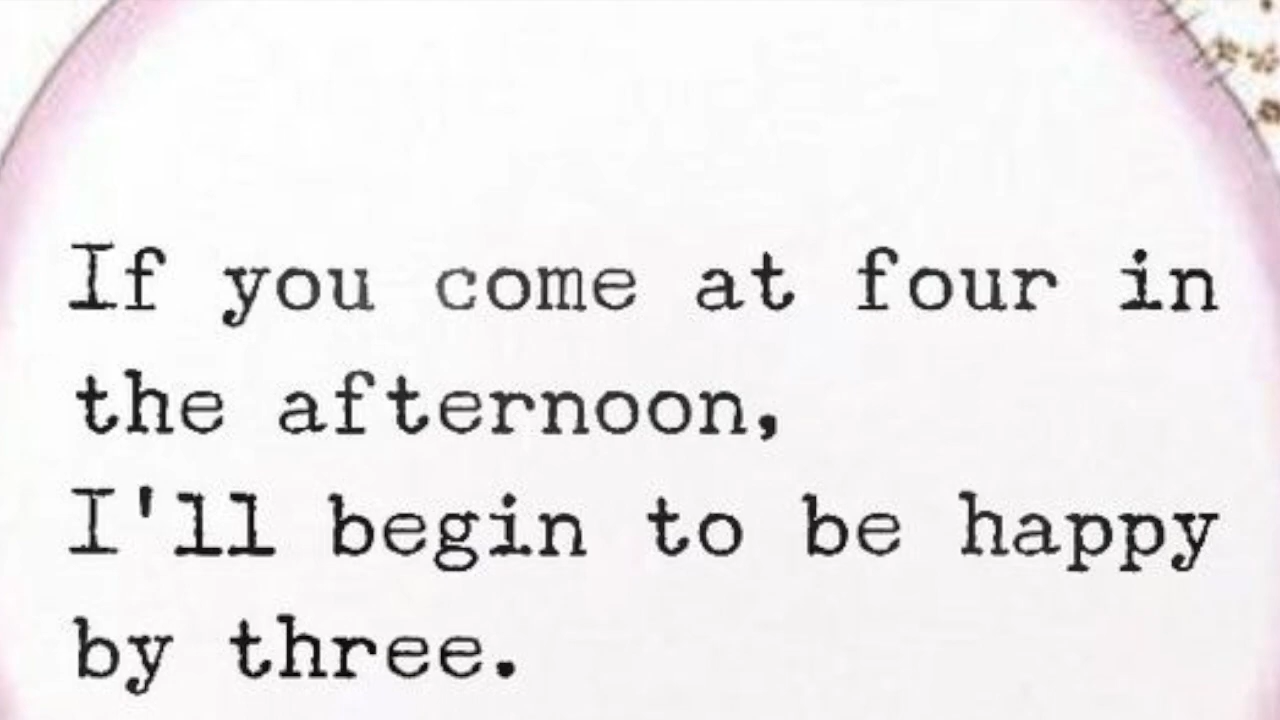 If you come at four in
the afternoon,
I'll begin to be happy
by three.